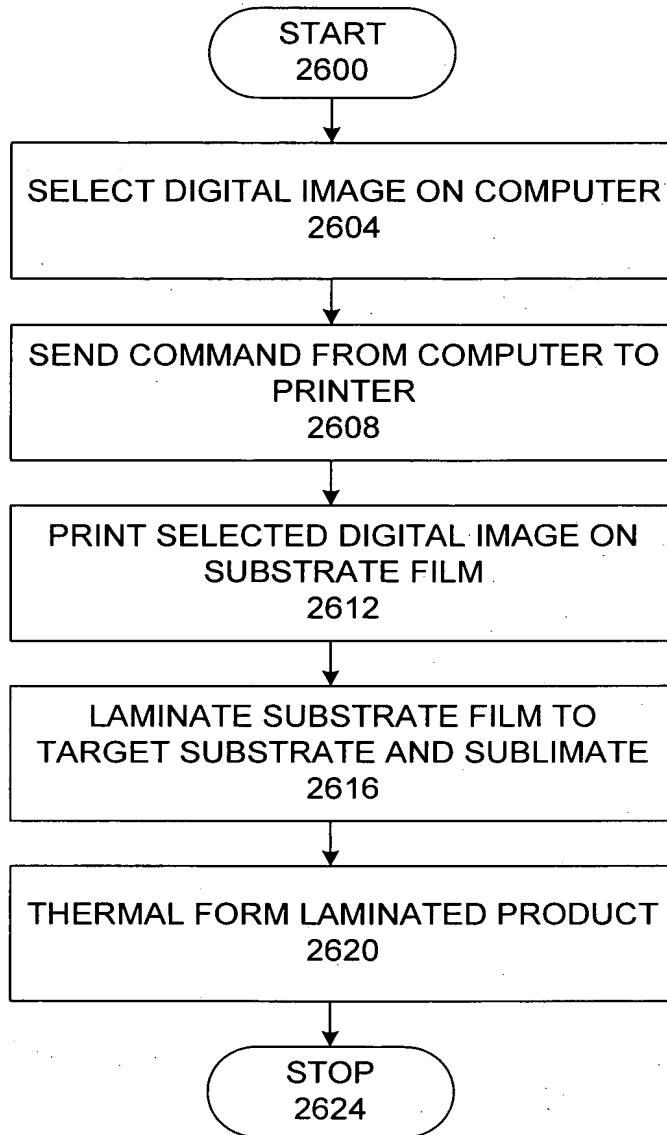 START
2600
SELECT DIGITAL IMAGE ON COMPUTER
2604
SEND COMMAND FROM COMPUTER TO
PRINTER
2608
PRINT SELECTED DIGITAL IMAGE ON
SUBSTRATE FILM
2612
LAMINATE SUBSTRATE FILM TO
TARGET SUBSTRATE AND SUBLIMATE
2616
THERMAL FORM LAMINATED PRODUCT
2620
STOP
2624